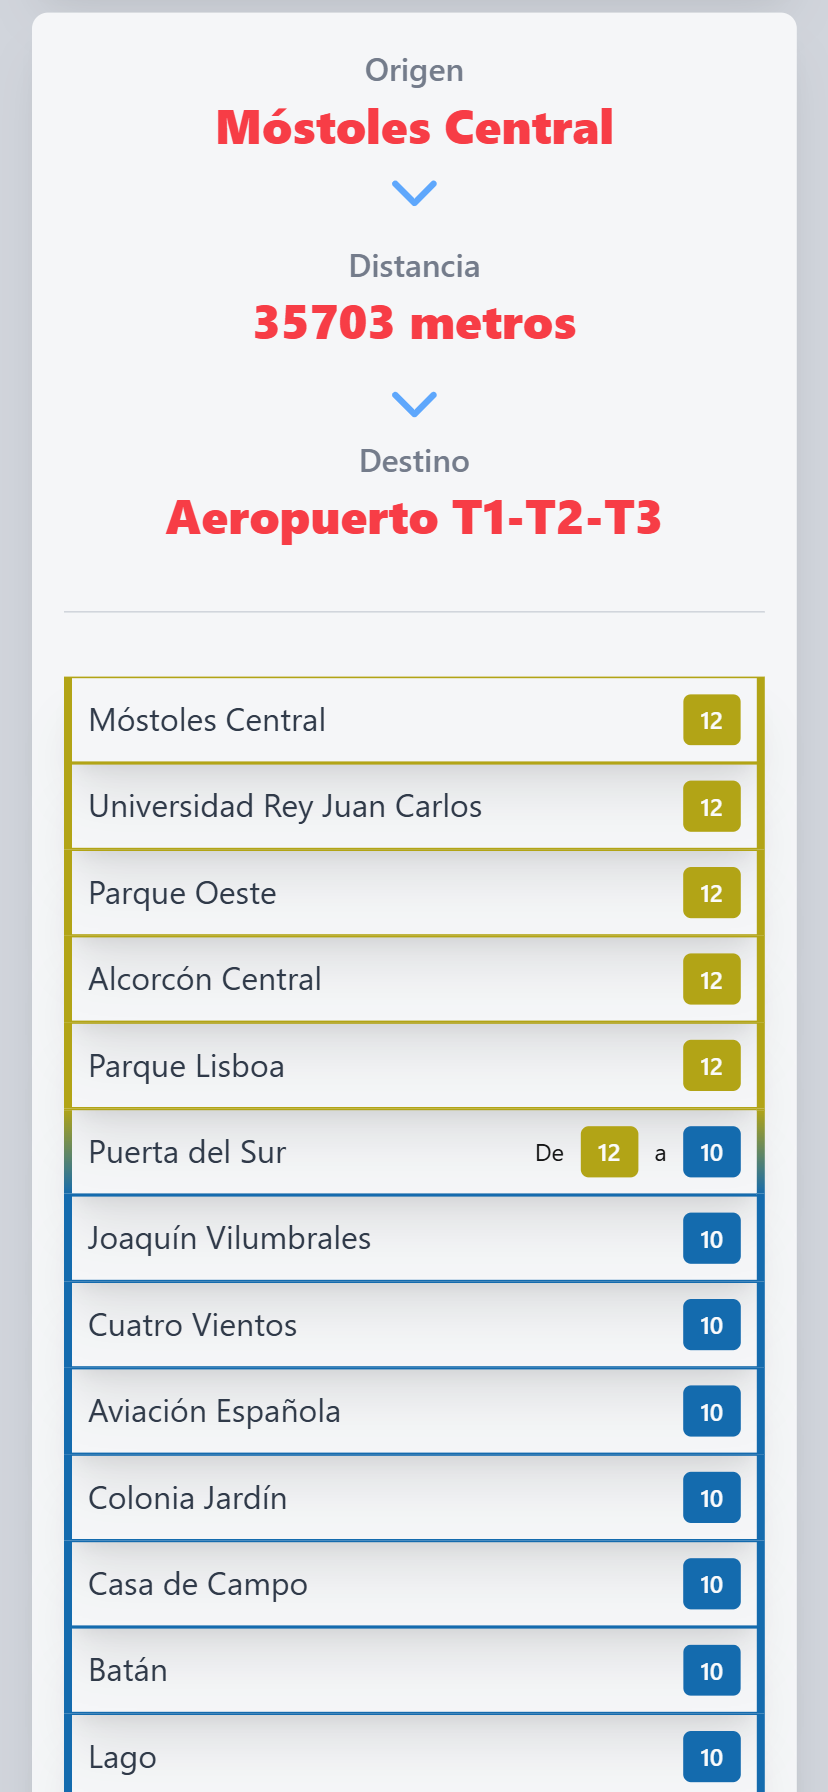 Origen
Móstoles Central
Distancia
35703 metros
Destino
Aeropuerto T1-T2-T3
Móstoles Central 12
Universidad Rey Juan Carlos 12
Parque Oeste 12
Alcorcón Central 12
Parque Lisboa 12
Puerta del Sur De 12 a 10
Joaquín Vilumbrales 10
Cuatro Vientos 10
Aviación Española 10
Colonia Jardín 10
Casa de Campo 10
Batán 10
Lago 10